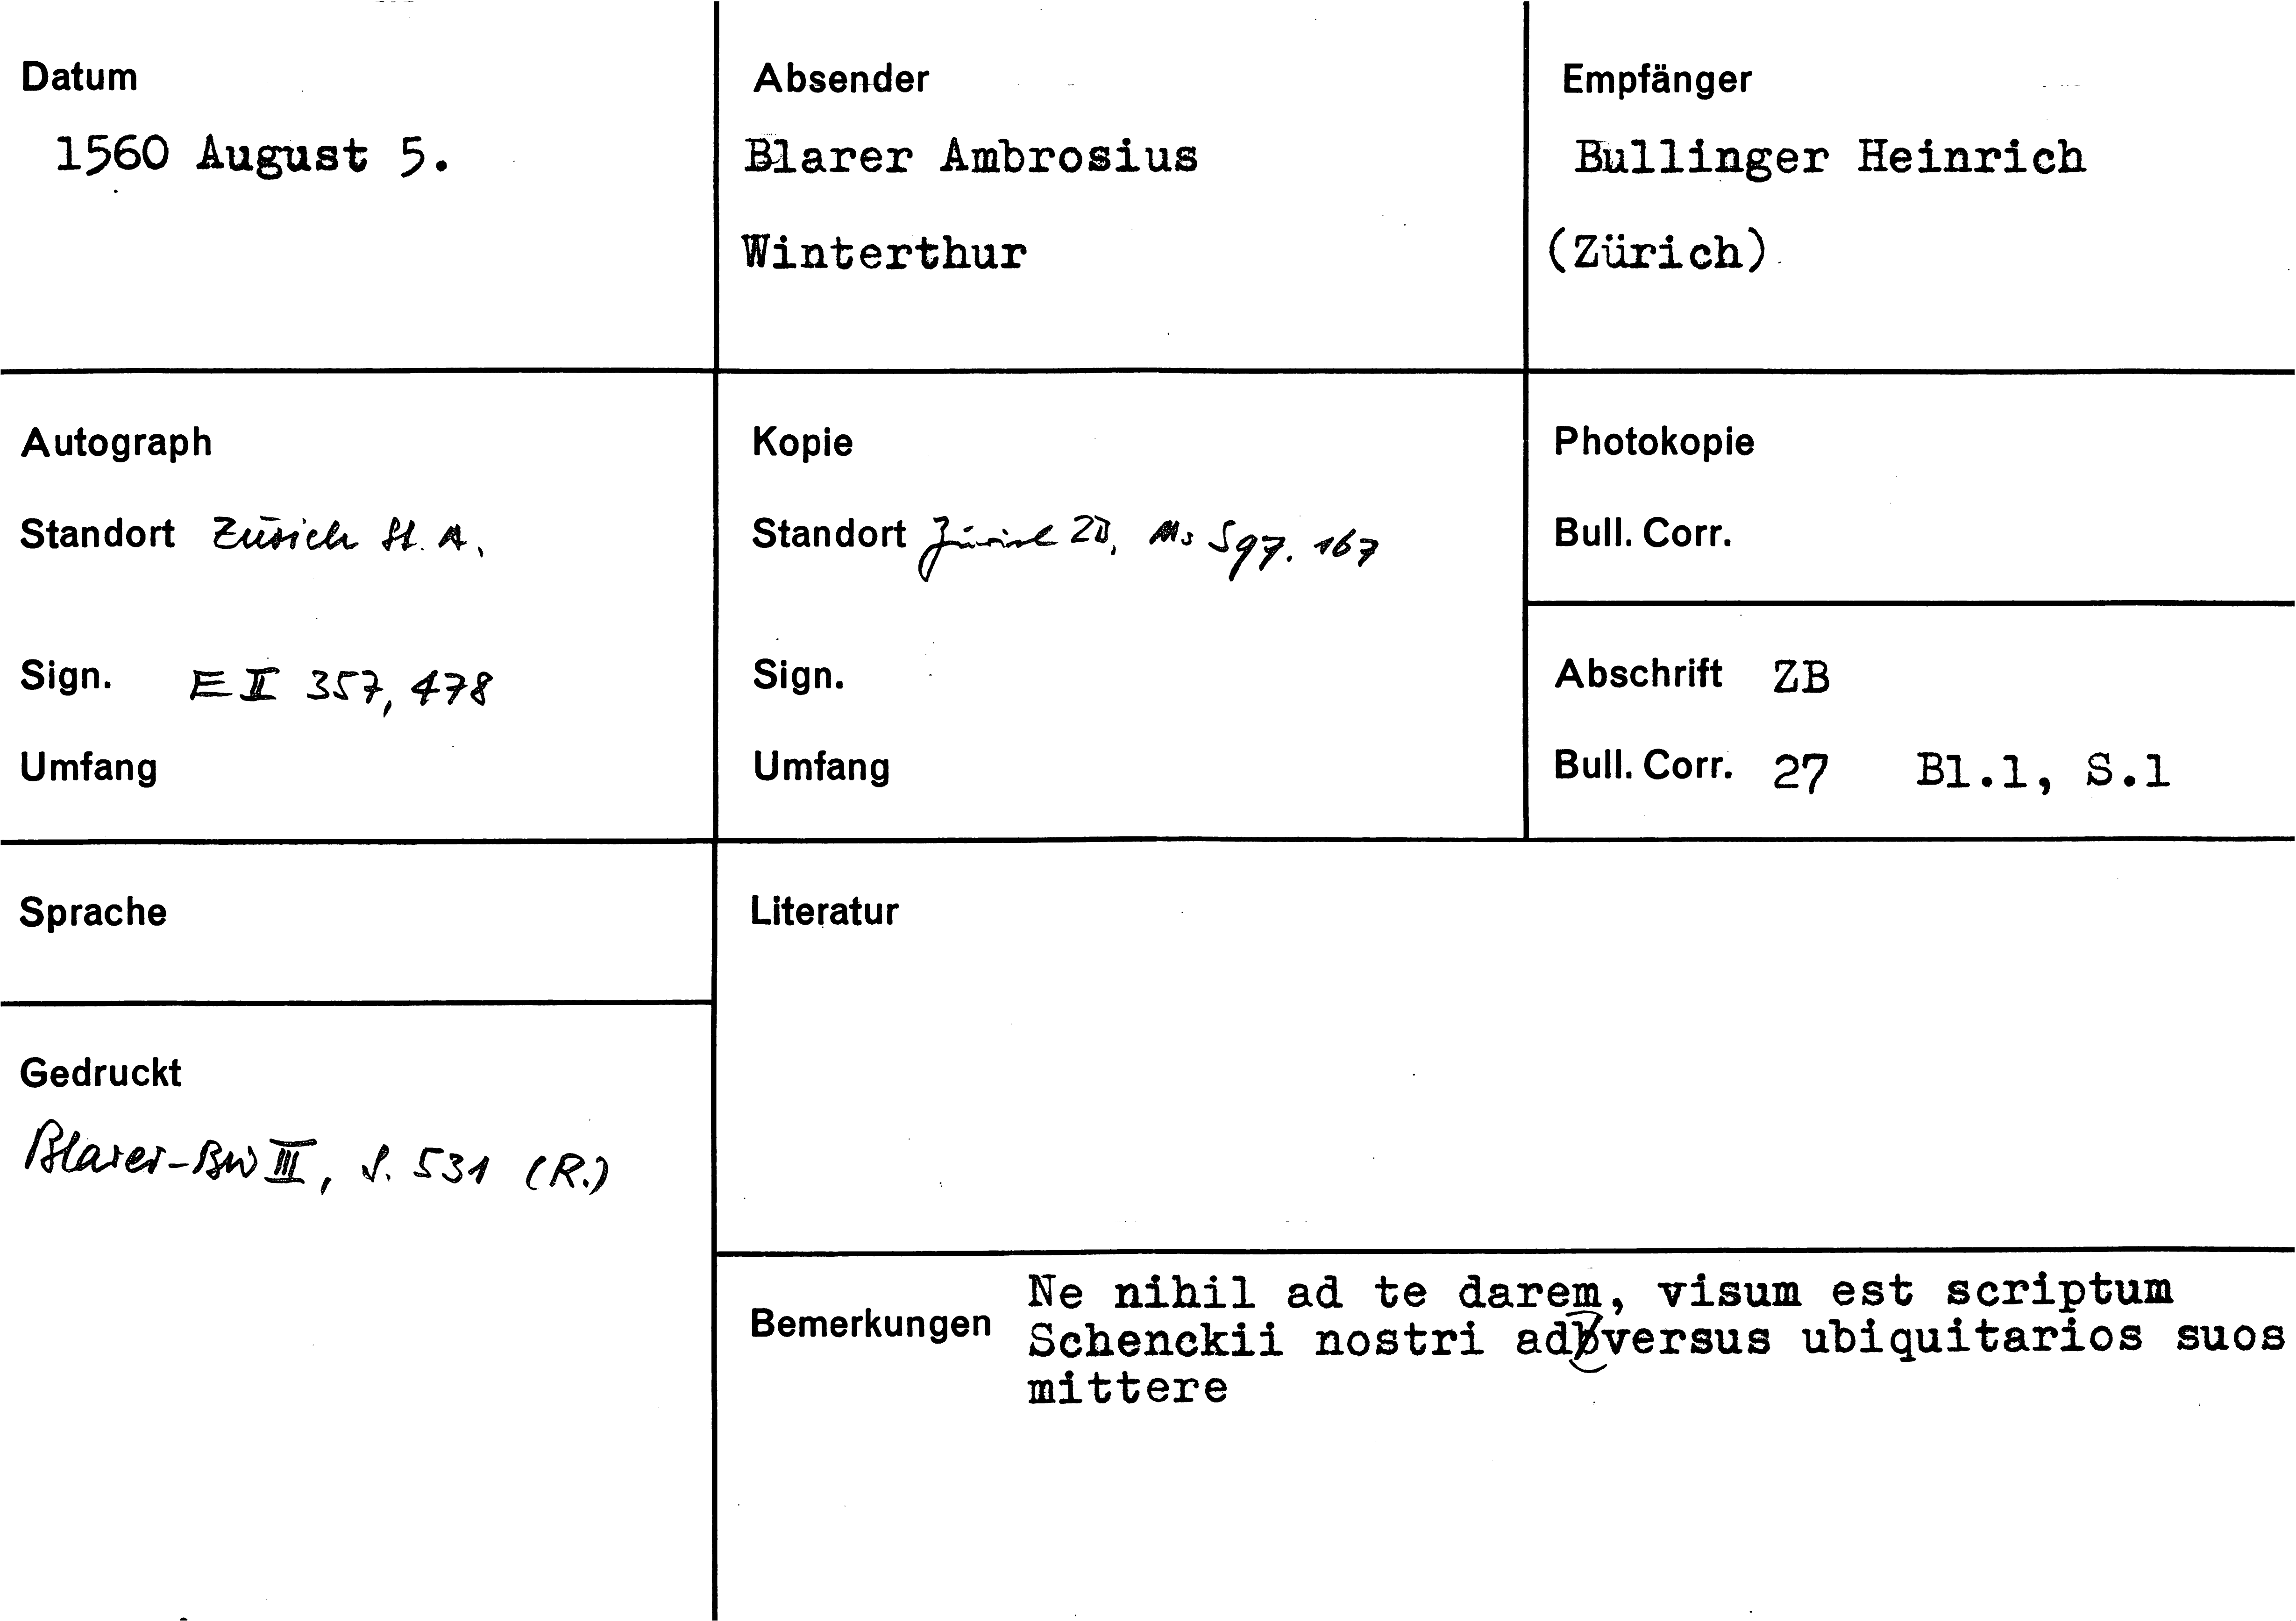 Datum
1560 August 5.
Absender
Blarer Ambrosius
Winterthur
Empfänger
Bullinger Heinrich
(Zürich)
Autograph
Standort Zürich St. A.
Sign. E II 357, 478
Umfang
Kopie
Standort Zürich ZB, Ms S 97. 167
Sign.
Umfang
Photokopie
Bull. Corr.
Abschrift ZB
Bull. Corr. 27 Bl.1, S.1
Sprache
Gedruckt
Blarer-BW III, S. 531 (R.)
Literatur
Bemerkungen
Ne nihil ad te darem, visum est scriptum
Schenckii nostri adversus ubiquitarios suos
mittere